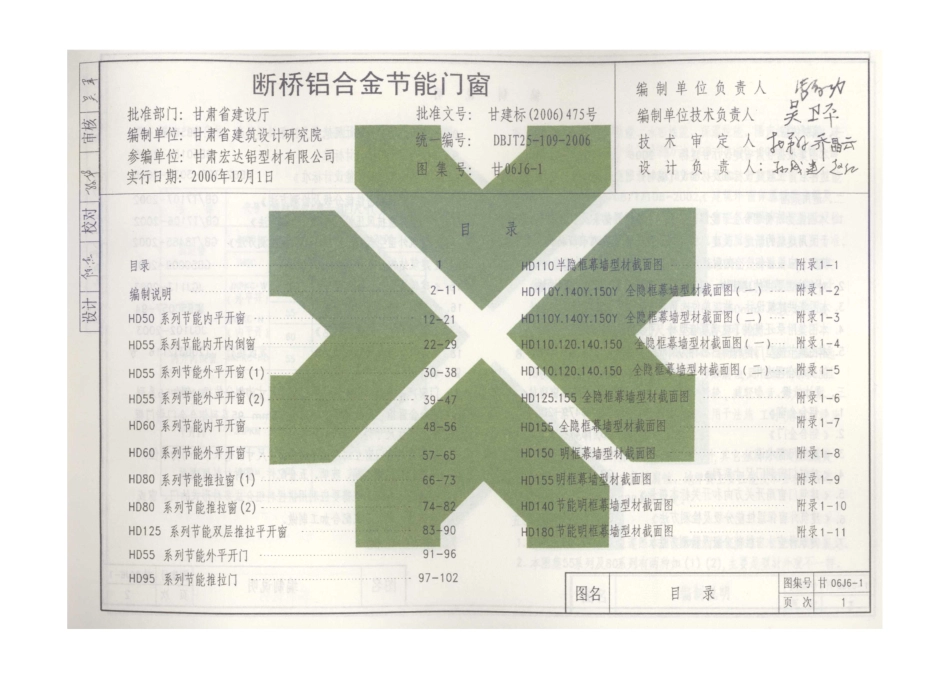 断桥铝合金节能门窗
批准部门：甘肃省建设厅
编制单位：甘肃省建筑设计研究院
参编单位：甘肃宏达铝型材有限公司
实行日期：2006年12月1日
批准文号：甘建标(2006)475号
统一编号：DBJT25-109-2006
图集号：甘06J6-1
编制单位负责人
编制单位技术负责人 吴卫平
技术审定人
设计负责人：
审核
校对
设计
目录
目录 1
编制说明 2-11
HD50 系列节能内平开窗 12-21
HD55 系列节能内开内倒窗 22-29
HD55 系列节能外平开窗(1) 30-38
HD55 系列节能外平开窗(2) 39-47
HD60 系列节能内平开窗 48-56
HD60 系列节能外平开窗 57-65
HD80 系列节能推拉窗(1) 66-73
HD80 系列节能推拉窗(2) 74-82
HD125 系列节能双层推拉平开窗 83-90
HD55 系列节能外平开门 91-96
HD95 系列节能推拉门 97-102
HD110半隐框幕墙型材截面图 附录1-1
HD110Y.140Y.150Y 全隐框幕墙型材截面图(一) 附录1-2
HD110Y.140Y.150Y 全隐框幕墙型材截面图(二) 附录1-3
HD110.120.140.150 全隐框幕墙型材截面图(一) 附录1-4
HD110.120.140.150 全隐框幕墙型材截面图(二) 附录1-5
HD125.155 全隐框幕墙型材截面图 附录1-6
HD155 全隐框幕墙型材截面图 附录1-7
HD150 明框幕墙型材截面图 附录1-8
HD155明框幕墙型材截面图 附录1-9
HD140节能明框幕墙型材截面图 附录1-10
HD180节能明框幕墙型材截面图 附录1-11
图名 目录 图集号 甘06J6-1
页次 1